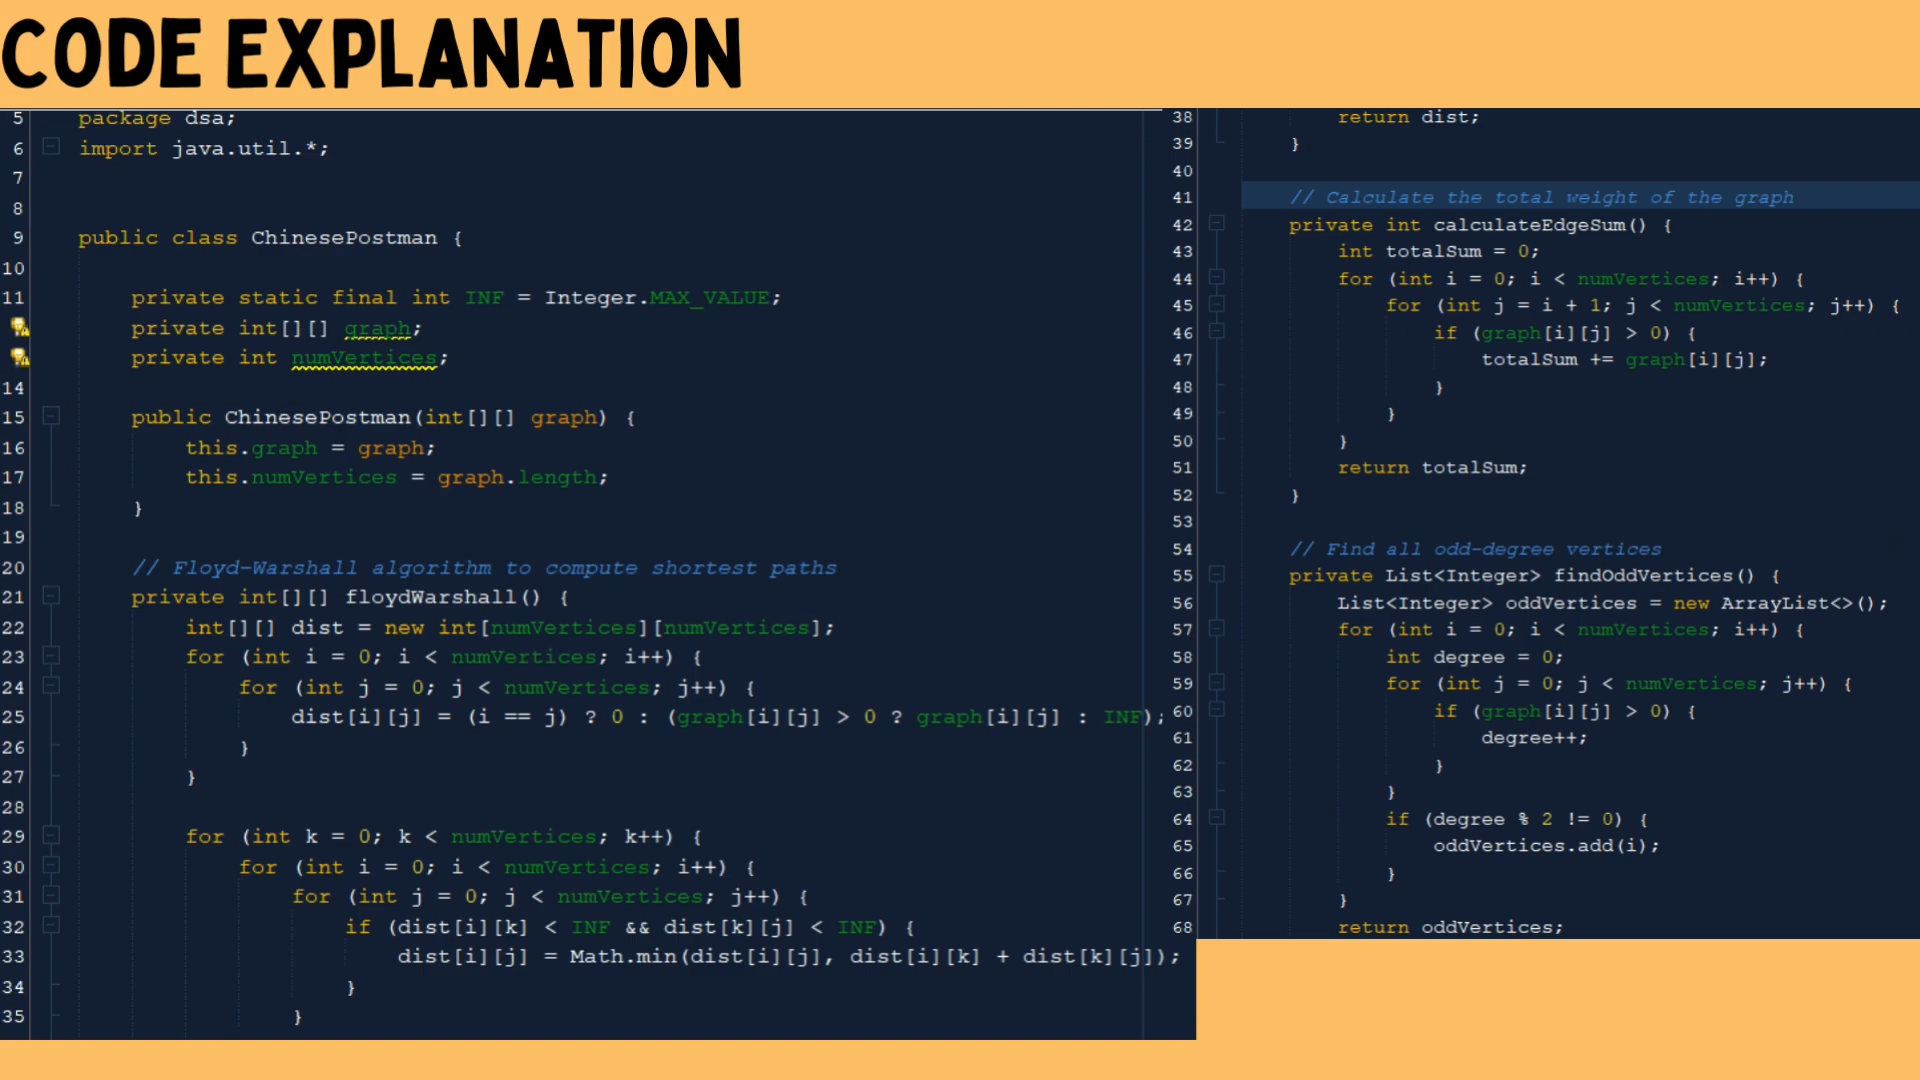 CODE EXPLANATION
5 package dsa;
6 import java.util.*;
7
8
9 public class ChinesePostman {
10
11 private static final int INF = Integer.MAX_VALUE;
private int[][] graph;
private int numVertices;
14
15 public ChinesePostman(int[][] graph) {
16 this.graph = graph;
17 this.numVertices = graph.length;
18 }
19
20 // Floyd-Warshall algorithm to compute shortest paths
21 private int[][] floydWarshall() {
22 int[][] dist = new int[numVertices][numVertices];
23 for (int i = 0; i < numVertices; i++) {
24 for (int j = 0; j < numVertices; j++) {
25 dist[i][j] = (i == j) ? 0 : (graph[i][j] > 0 ? graph[i][j] : INF);
26 }
27 }
28
29 for (int k = 0; k < numVertices; k++) {
30 for (int i = 0; i < numVertices; i++) {
31 for (int j = 0; j < numVertices; j++) {
32 if (dist[i][k] < INF && dist[k][j] < INF) {
33 dist[i][j] = Math.min(dist[i][j], dist[i][k] + dist[k][j]);
34 }
35 }
38 return dist;
39 }
40
41 // Calculate the total weight of the graph
42 private int calculateEdgeSum() {
43 int totalSum = 0;
44 for (int i = 0; i < numVertices; i++) {
45 for (int j = i + 1; j < numVertices; j++) {
46 if (graph[i][j] > 0) {
47 totalSum += graph[i][j];
48 }
49 }
50 }
51 return totalSum;
52 }
53
54 // Find all odd-degree vertices
55 private List<Integer> findOddVertices() {
56 List<Integer> oddVertices = new ArrayList<>();
57 for (int i = 0; i < numVertices; i++) {
58 int degree = 0;
59 for (int j = 0; j < numVertices; j++) {
60 if (graph[i][j] > 0) {
61 degree++;
62 }
63 }
64 if (degree % 2 != 0) {
65 oddVertices.add(i);
66 }
67 }
68 return oddVertices;